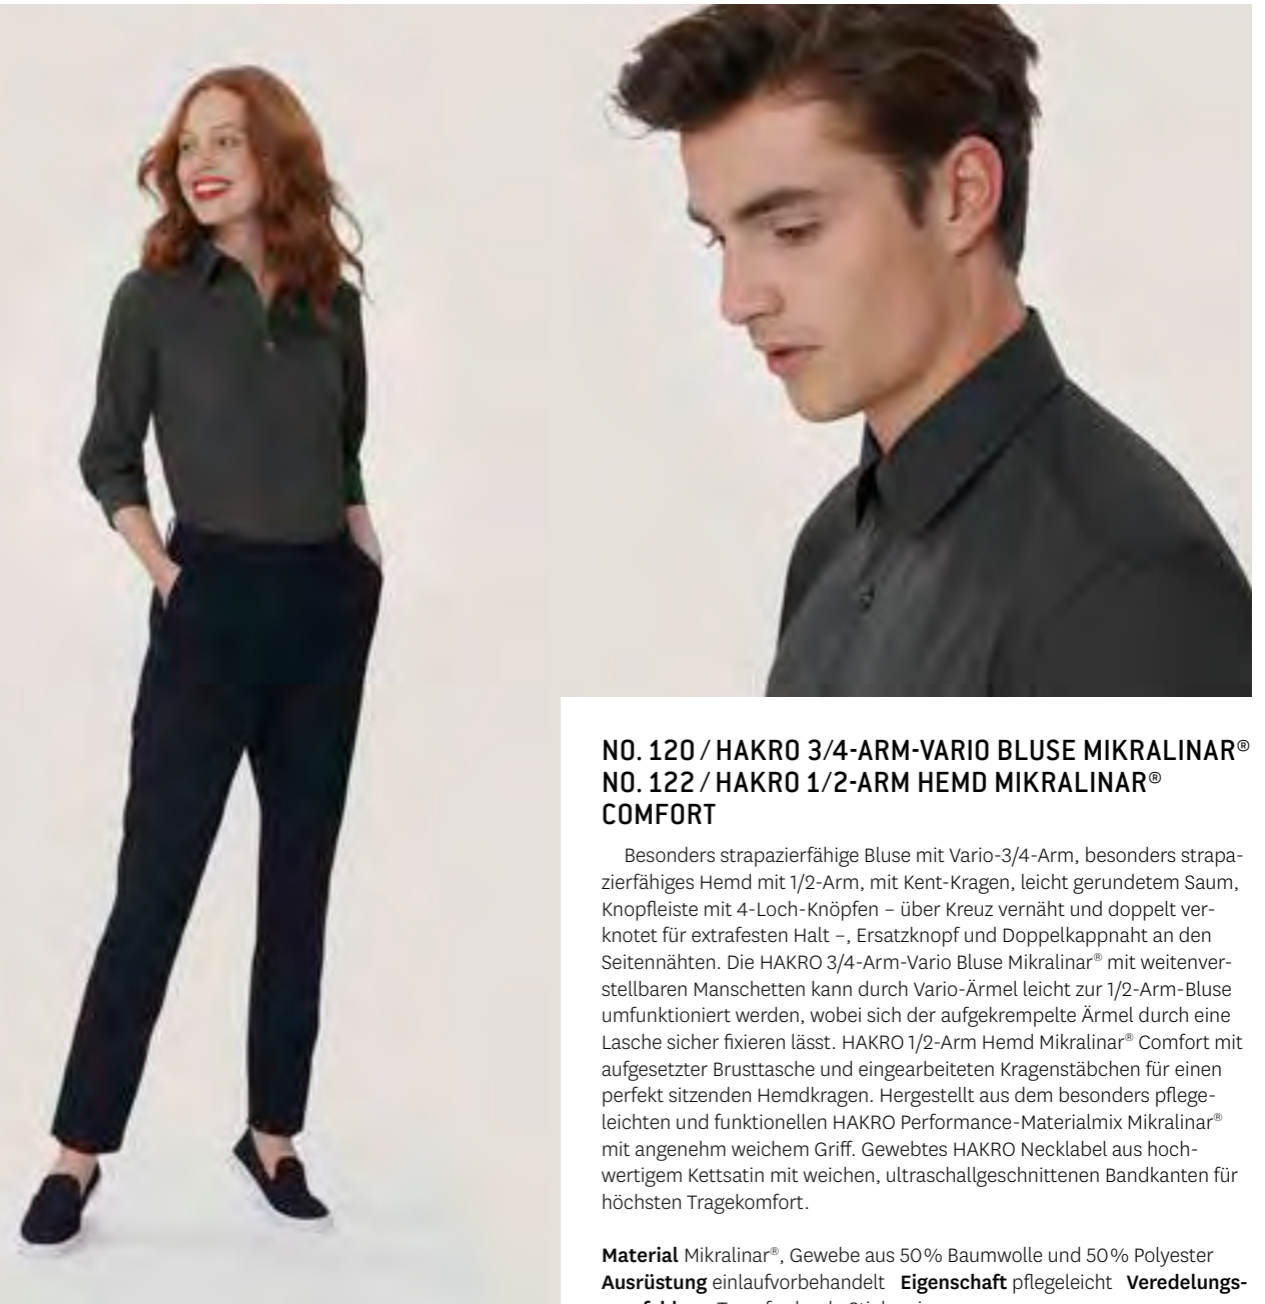 NO. 120 / HAKRO 3/4-ARM-VARIO BLUSE MIKRALINAR®
NO. 122 / HAKRO 1/2-ARM HEMD MIKRALINAR®
COMFORT
Besonders strapazierfähige Bluse mit Vario-3/4-Arm, besonders strapa-
zierfähiges Hemd mit 1/2-Arm, mit Kent-Kragen, leicht gerundetem Saum,
Knopfleiste mit 4-Loch-Knöpfen – über Kreuz vernäht und doppelt ver-
knotet für extrafesten Halt –, Ersatzknopf und Doppelkappnaht an den
Seitennähten. Die HAKRO 3/4-Arm-Vario Bluse Mikralinar® mit weitenver-
stellbaren Manschetten kann durch Vario-Ärmel leicht zur 1/2-Arm-Bluse
umfunktioniert werden, wobei sich der aufgekrempelte Ärmel durch eine
Lasche sicher fixieren lässt. HAKRO 1/2-Arm Hemd Mikralinar® Comfort mit
aufgesetzter Brusttasche und eingearbeiteten Kragenstäbchen für einen
perfekt sitzenden Hemdkragen. Hergestellt aus dem besonders pflege-
leichten und funktionellen HAKRO Performance-Materialmix Mikralinar®
mit angenehm weichem Griff. Gewebtes HAKRO Necklabel aus hoch-
wertigem Kettsatin mit weichen, ultraschallgeschnittenen Bandkanten für
höchsten Tragekomfort.
Material Mikralinar®, Gewebe aus 50% Baumwolle und 50% Polyester
Ausrüstung einlaufvorbehandelt Eigenschaft pflegeleicht Veredelungs-